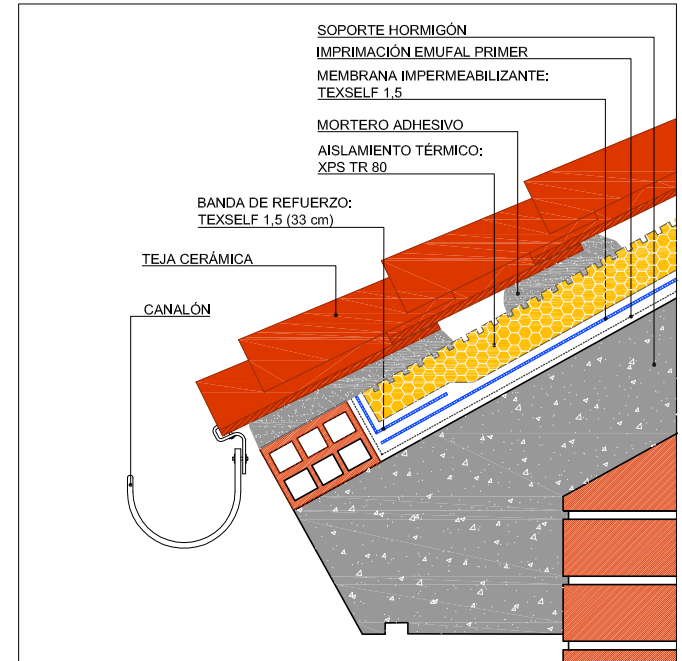 SOPORTE HORMIGÓN
IMPRIMACIÓN EMUFAL PRIMER
MEMBRANA IMPERMEABILIZANTE:
TEXSELF 1,5
MORTERO ADHESIVO
AISLAMIENTO TÉRMICO:
XPS TR 80
BANDA DE REFUERZO:
TEXSELF 1,5 (33 cm)
TEJA CERÁMICA
CANALÓN